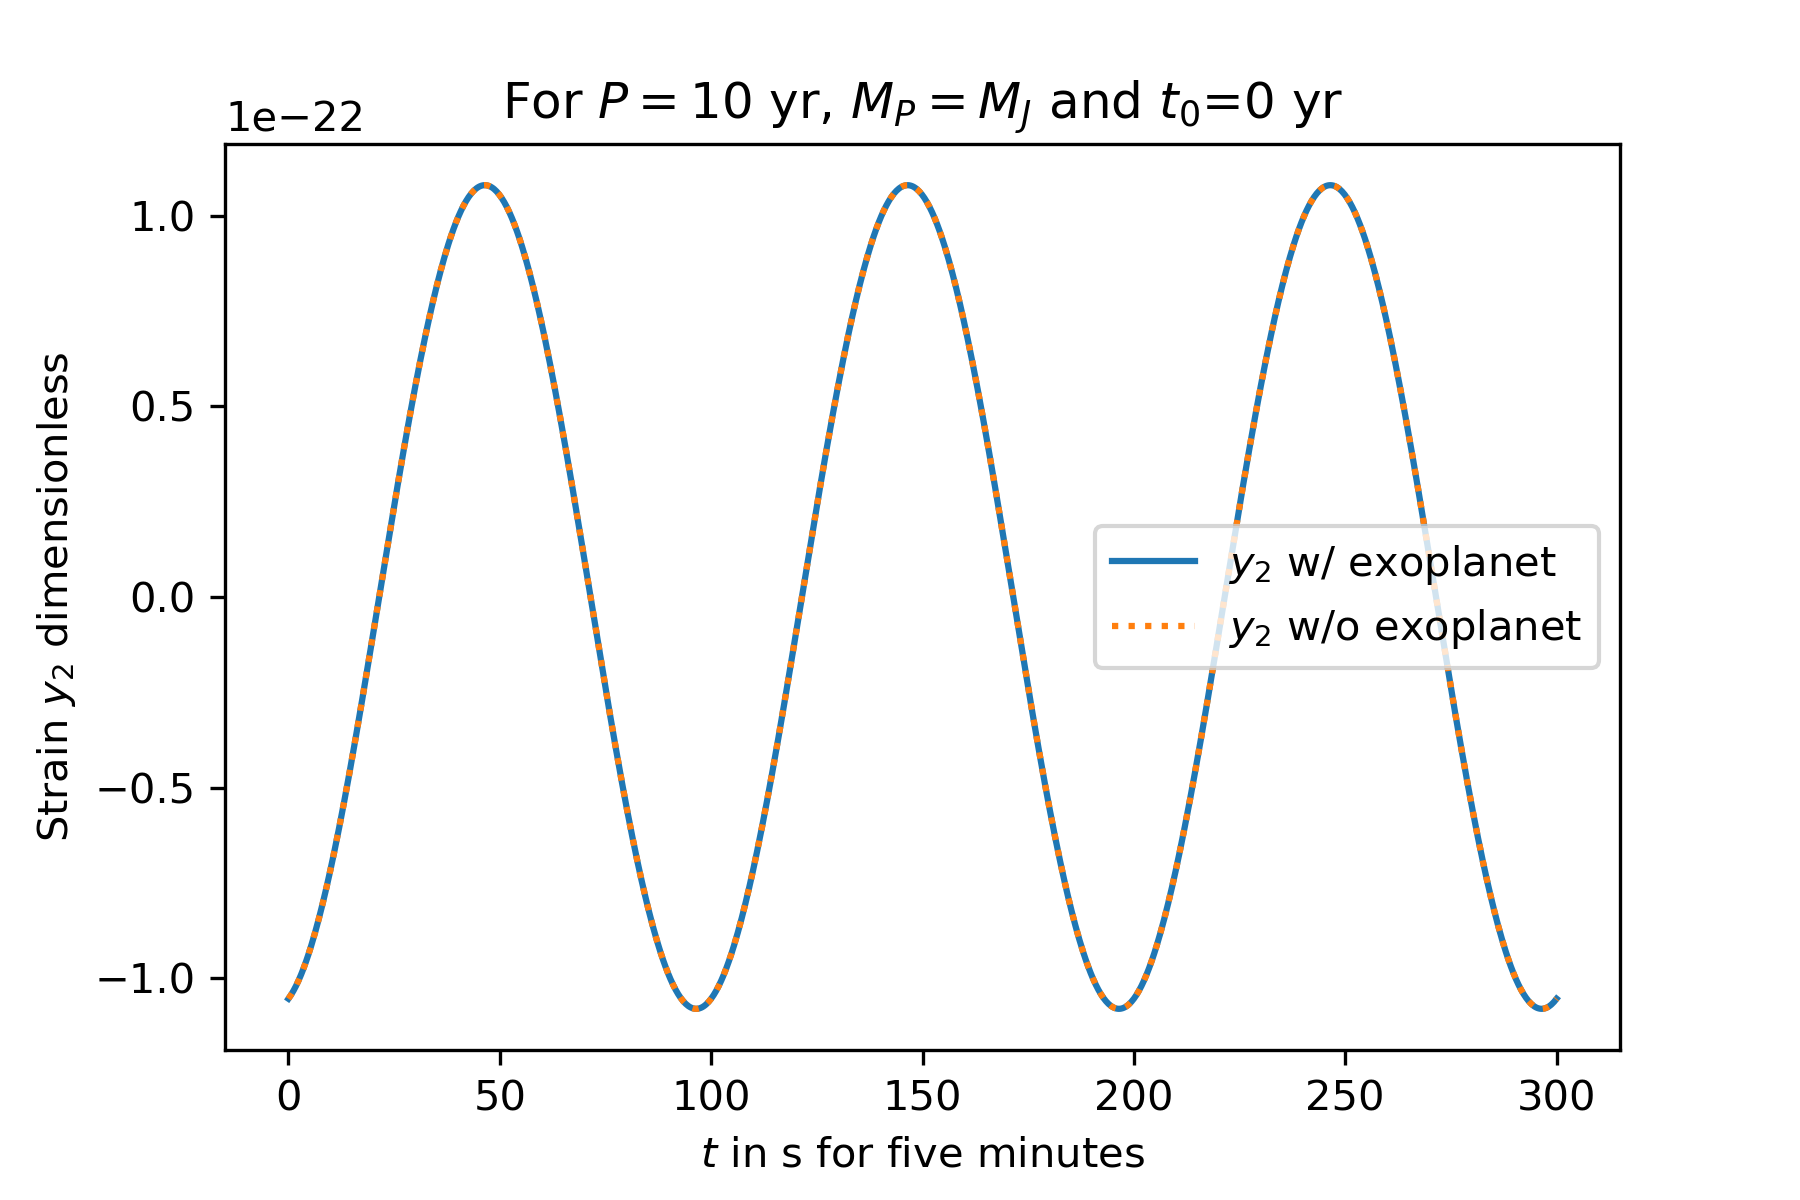 For P = 10 yr, M_P = M_J and t_0=0 yr
1e−22
Strain y_2 dimensionless
1.0
0.5
0.0
−0.5
−1.0
y_2 w/ exoplanet
y_2 w/o exoplanet
0 50 100 150 200 250 300
t in s for five minutes